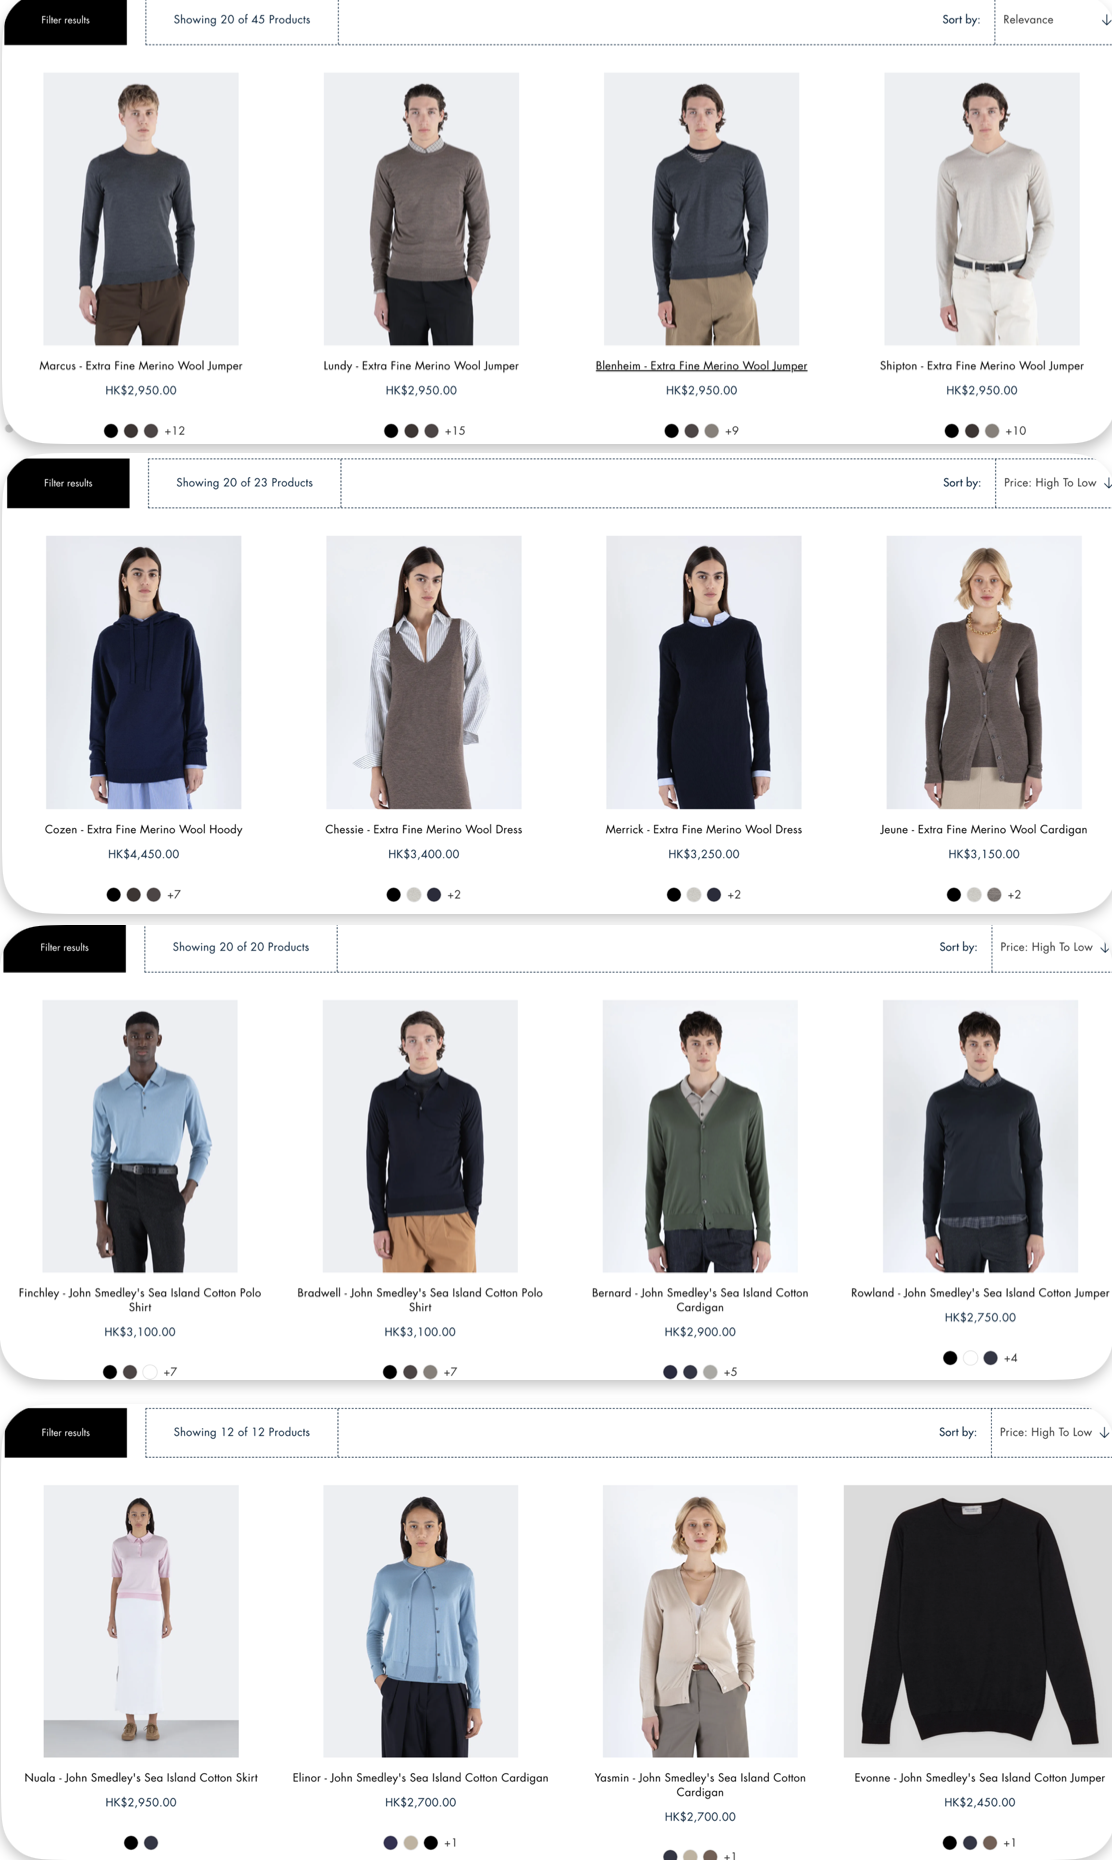 Filter results
Showing 20 of 45 Products
Sort by:
Relevance
Marcus - Extra Fine Merino Wool Jumper
HK$2,950.00
+12
Lundy - Extra Fine Merino Wool Jumper
HK$2,950.00
+15
Blenheim - Extra Fine Merino Wool Jumper
HK$2,950.00
+9
Shipton - Extra Fine Merino Wool Jumper
HK$2,950.00
+10
Filter results
Showing 20 of 23 Products
Sort by:
Price: High To Low
Cozen - Extra Fine Merino Wool Hoody
HK$4,450.00
+7
Chessie - Extra Fine Merino Wool Dress
HK$3,400.00
+2
Merrick - Extra Fine Merino Wool Dress
HK$3,250.00
+2
Jeune - Extra Fine Merino Wool Cardigan
HK$3,150.00
+2
Filter results
Showing 20 of 20 Products
Sort by:
Price: High To Low
Finchley - John Smedley's Sea Island Cotton Polo
Shirt
HK$3,100.00
+7
Bradwell - John Smedley's Sea Island Cotton Polo
Shirt
HK$3,100.00
+7
Bernard - John Smedley's Sea Island Cotton
Cardigan
HK$2,900.00
+5
Rowland - John Smedley's Sea Island Cotton Jumper
HK$2,750.00
+4
Filter results
Showing 12 of 12 Products
Sort by:
Price: High To Low
Nuala - John Smedley's Sea Island Cotton Skirt
HK$2,950.00
Elinor - John Smedley's Sea Island Cotton Cardigan
HK$2,700.00
+1
Yasmin - John Smedley's Sea Island Cotton
Cardigan
HK$2,700.00
+1
Evonne - John Smedley's Sea Island Cotton Jumper
HK$2,450.00
+1